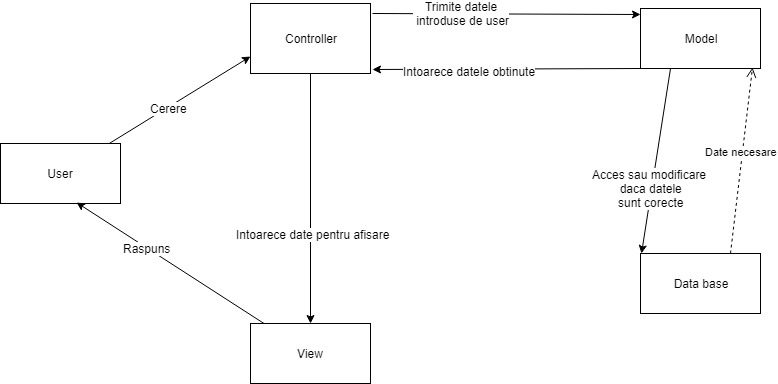 Trimite datele
introduse de user
Controller
Model
Intoarece datele obtinute
Cerere
Date necesare
User
Acces sau modificare
daca datele
sunt corecte
Intoarece date pentru afisare
Raspuns
Data base
View